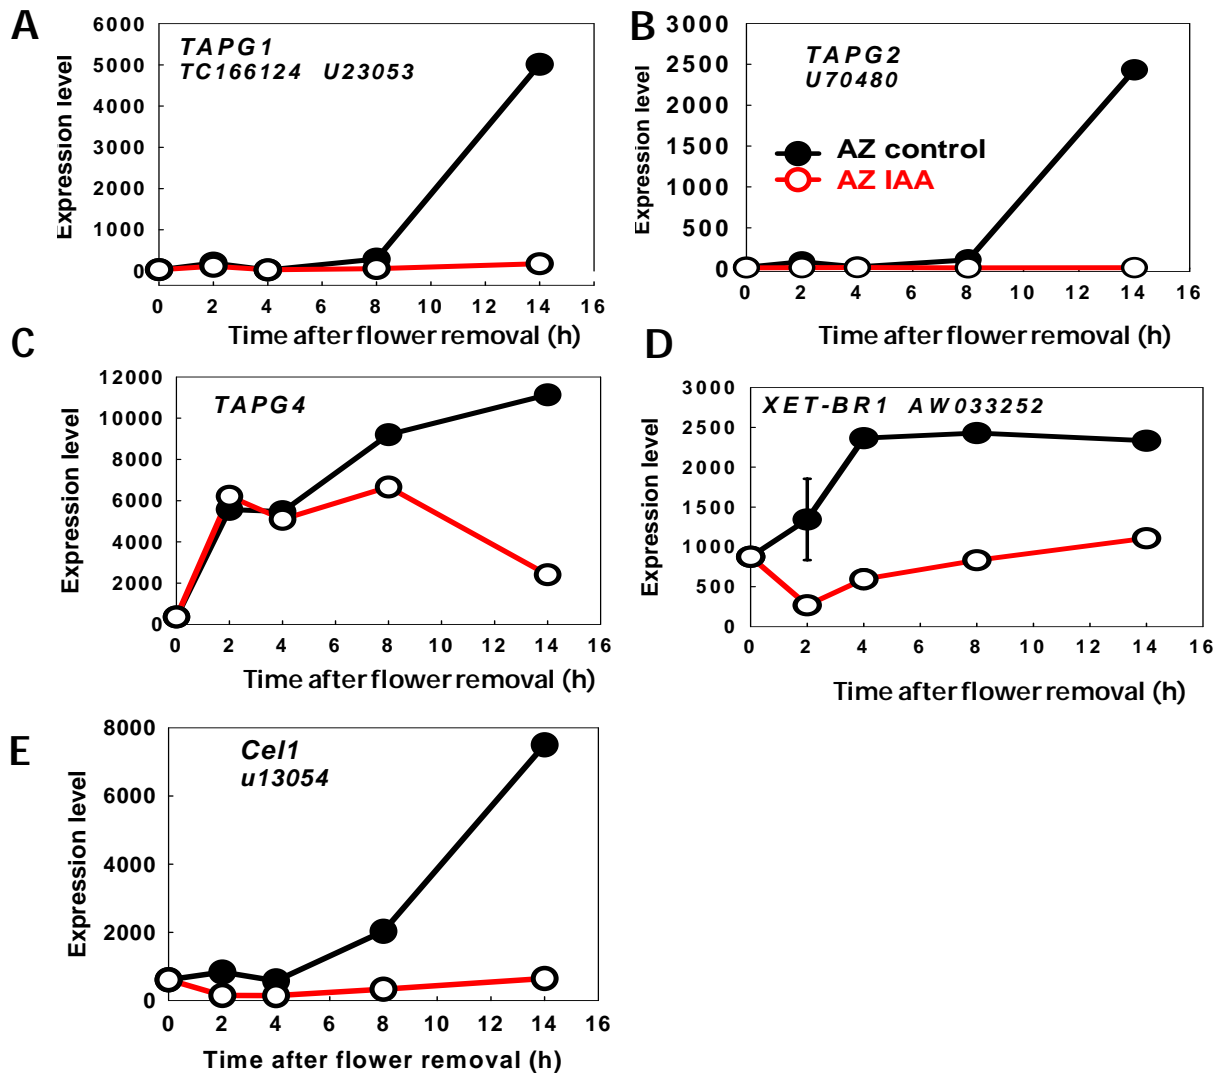 A
TAPG1
TC166124 U23053
Expression level
6000
5000
4000
3000
2000
1000
0
0 2 4 6 8 10 12 14 16
Time after flower removal (h)
B
TAPG2
U70480
AZ control
AZ IAA
Expression level
3000
2500
2000
1500
1000
500
0
0 2 4 6 8 10 12 14 16
Time after flower removal (h)
C
TAPG4
Expression level
12000
10000
8000
6000
4000
2000
0
0 2 4 6 8 10 12 14 16
Time after flower removal (h)
D
XET-BR1 AW033252
Expression level
3000
2500
2000
1500
1000
500
0
0 2 4 6 8 10 12 14 16
Time after flower removal (h)
E
Cel1
u13054
Expression level
8000
6000
4000
2000
0
0 2 4 6 8 10 12 14 16
Time after flower removal (h)